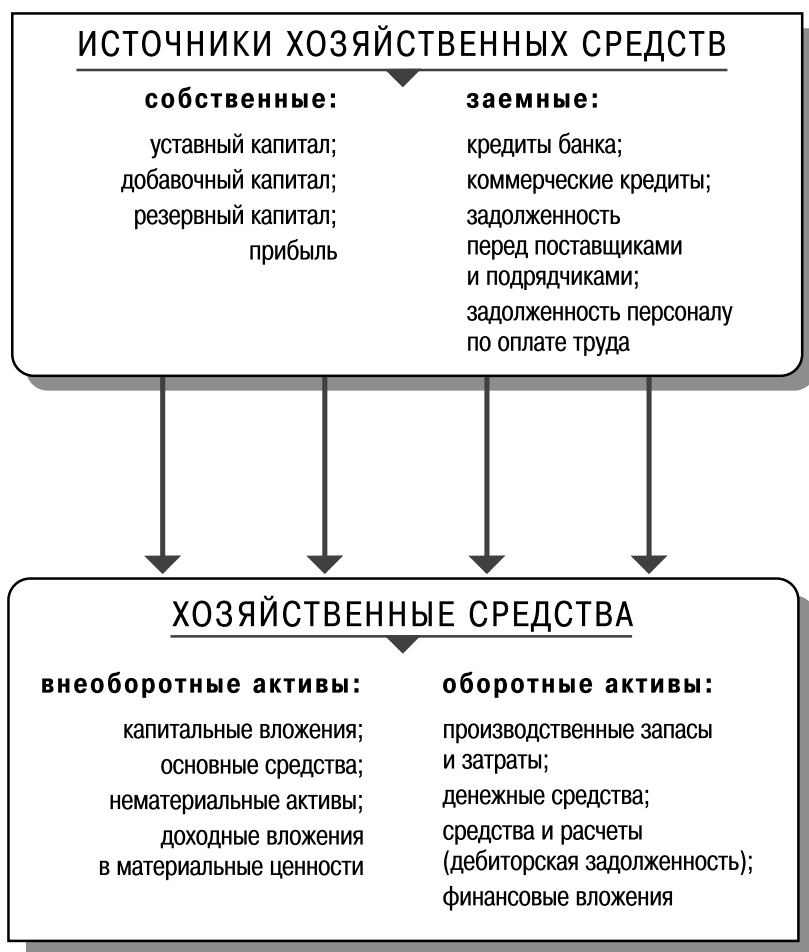 ИСТОЧНИКИ ХОЗЯЙСТВЕННЫХ СРЕДСТВ
собственные:
уставный капитал;
добавочный капитал;
резервный капитал;
прибыль
заемные:
кредиты банка;
коммерческие кредиты;
задолженность
перед поставщиками
и подрядчиками;
задолженность персоналу
по оплате труда
ХОЗЯЙСТВЕННЫЕ СРЕДСТВА
внеоборотные активы:
капитальные вложения;
основные средства;
нематериальные активы;
доходные вложения
в материальные ценности
оборотные активы:
производственные запасы
и затраты;
денежные средства;
средства и расчеты
(дебиторская задолженность);
финансовые вложения